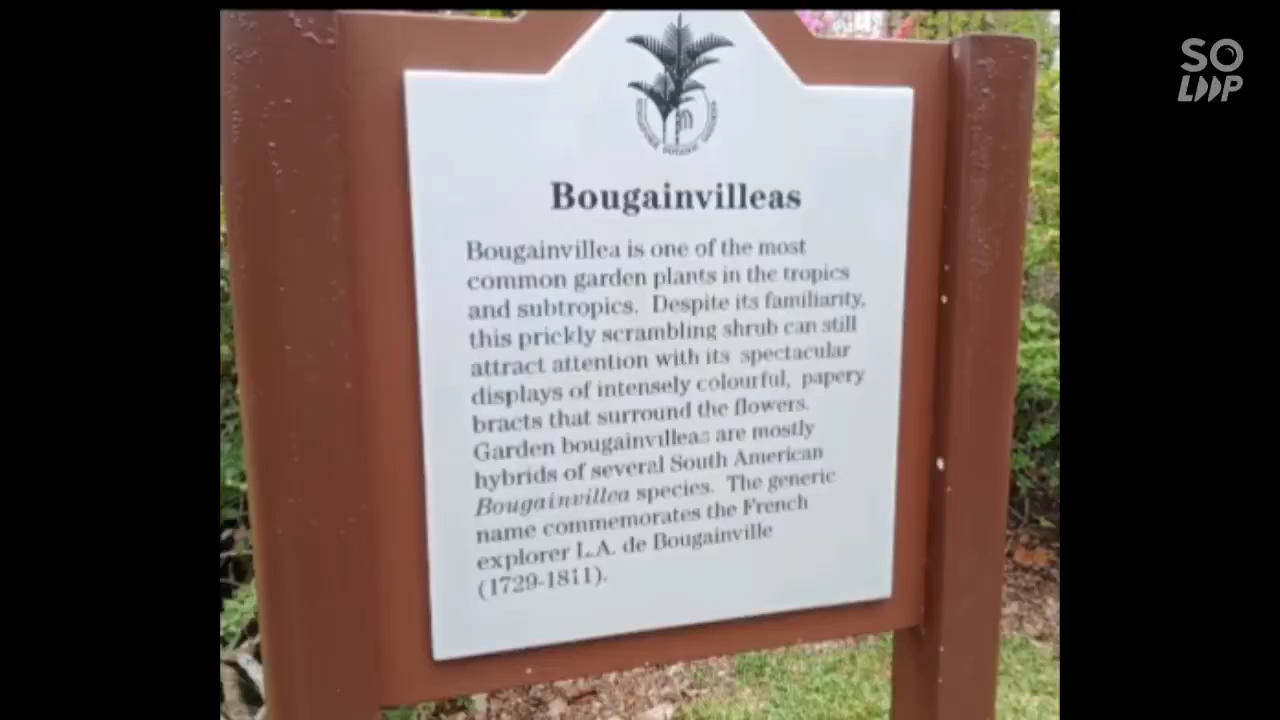 SO
LOOP
Bougainvilleas
Bougainvillea is one of the most
common garden plants in the tropics
and subtropics. Despite its familiarity,
this prickly scrambling shrub can still
attract attention with its spectacular
displays of intensely colourful, papery
bracts that surround the flowers.
Garden bougainvilleas are mostly
hybrids of several South American
Bougainvillea species. The generic
name commemorates the French
explorer L.A. de Bougainville
(1729-1811).